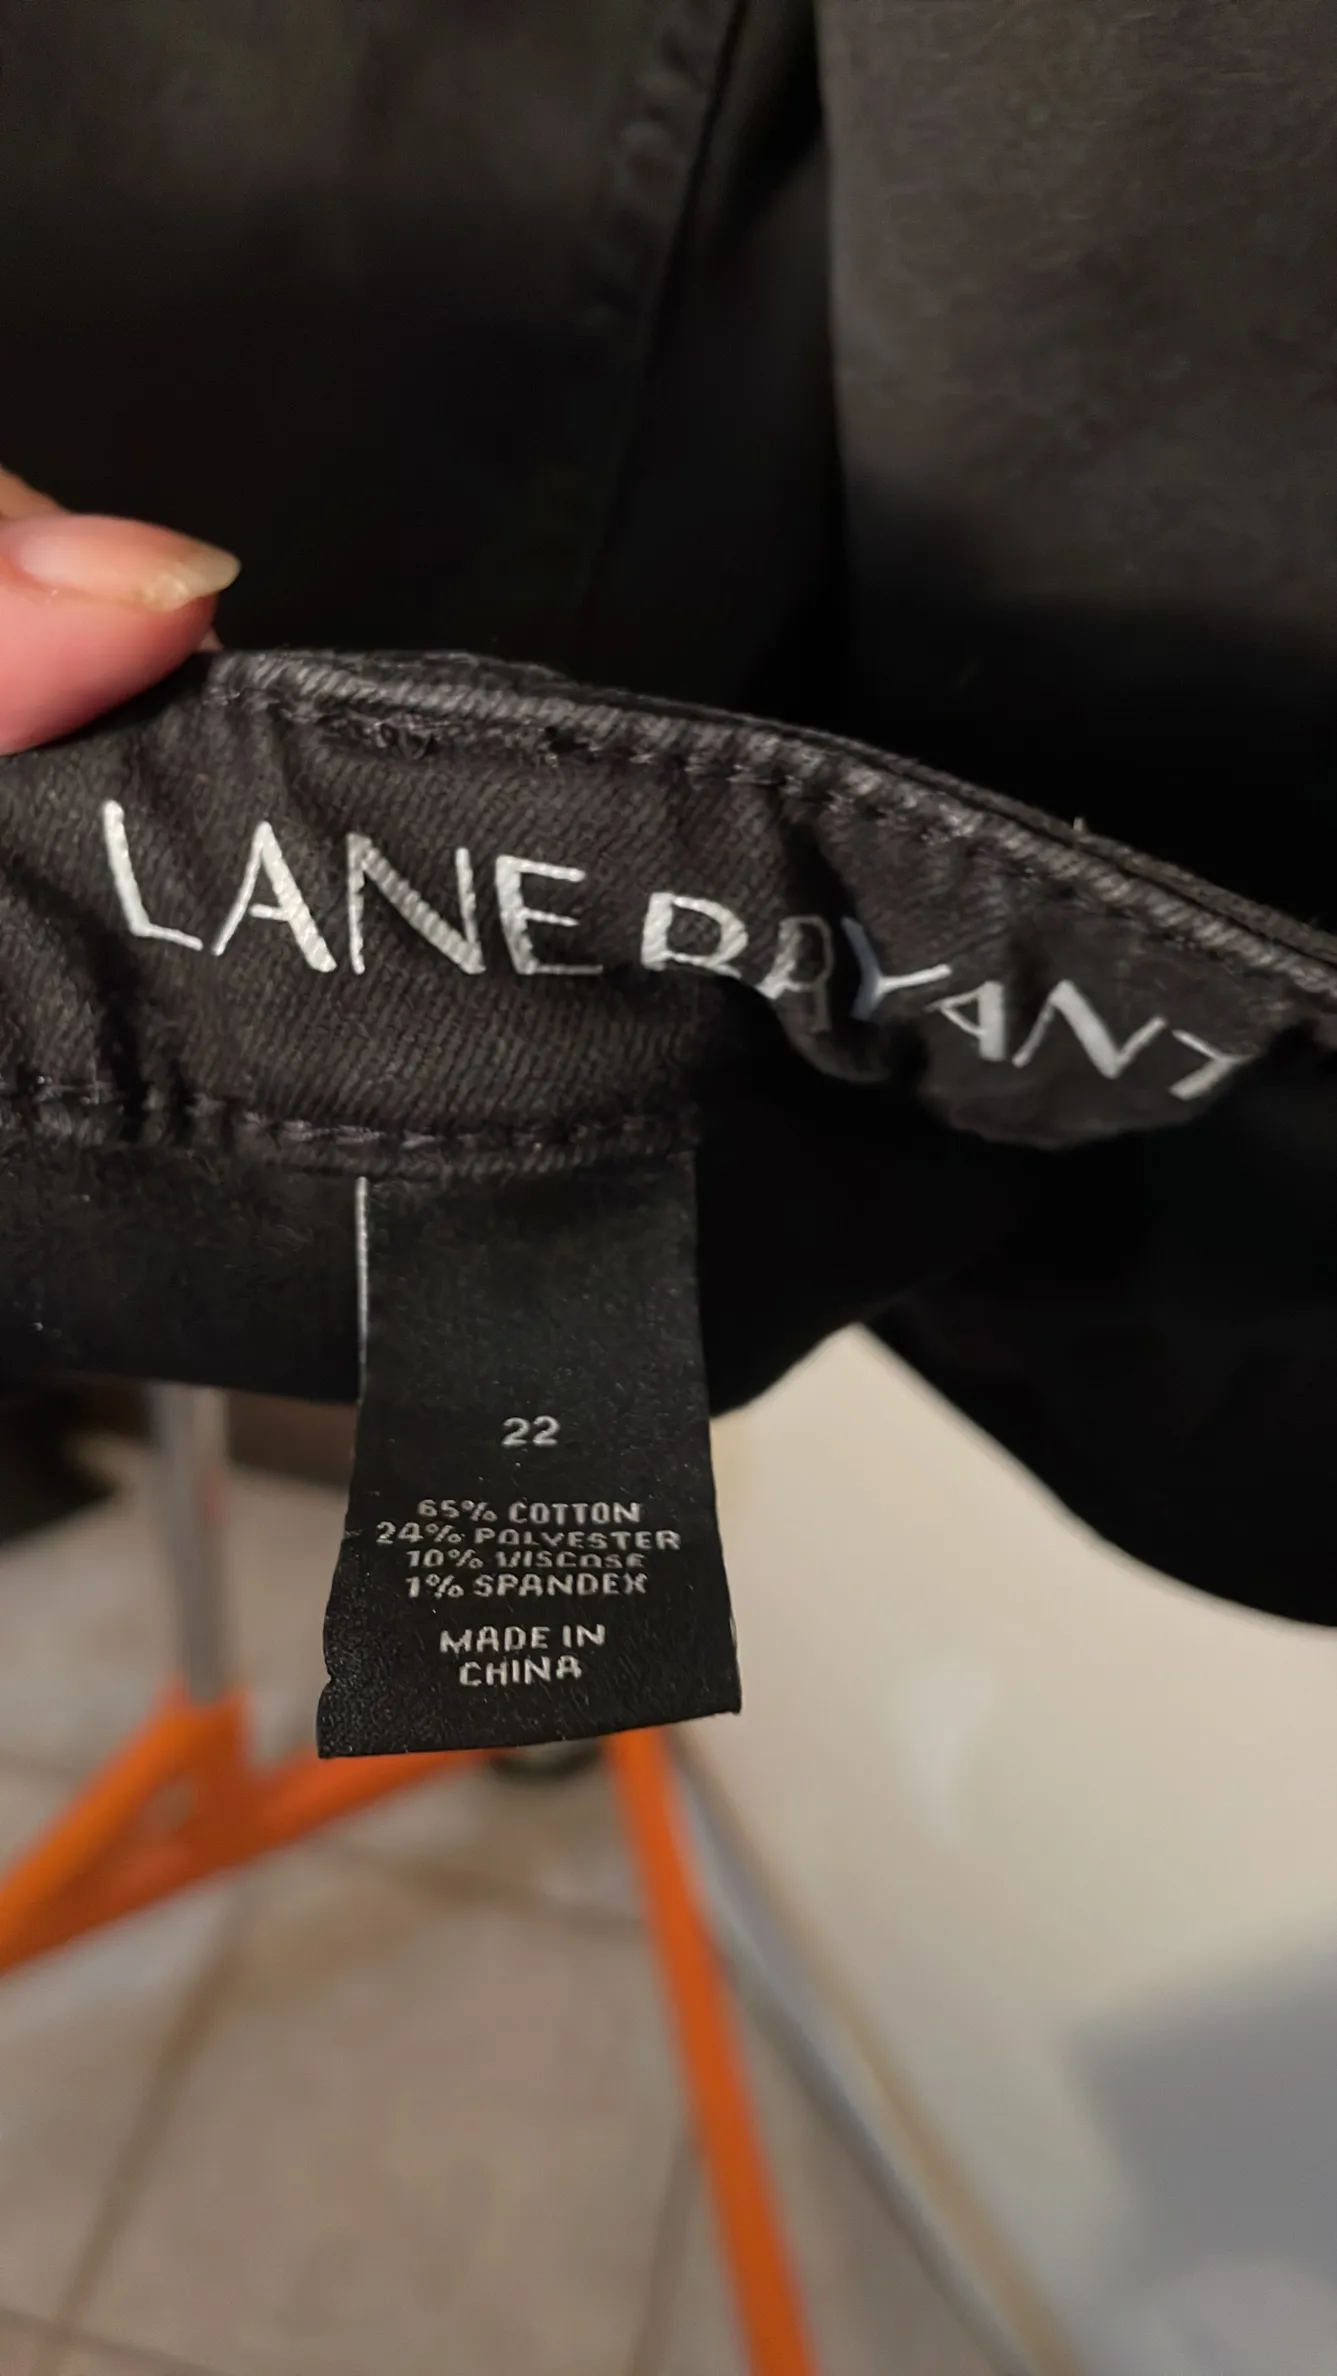 LANE BRYANT
22
65% COTTON
24% POLYESTER
10% VISCOSE
1% SPANDEX
MADE IN
CHINA